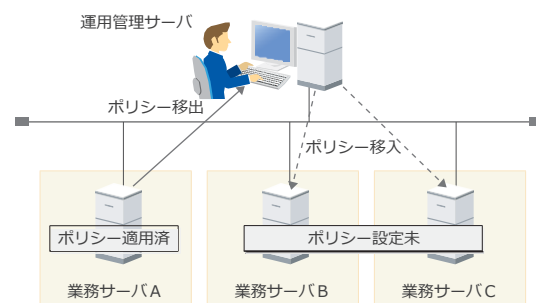 運用管理サーバ
ポリシー移出
ポリシー移入
ポリシー適用済
ポリシー設定未
業務サーバA
業務サーバB
業務サーバC